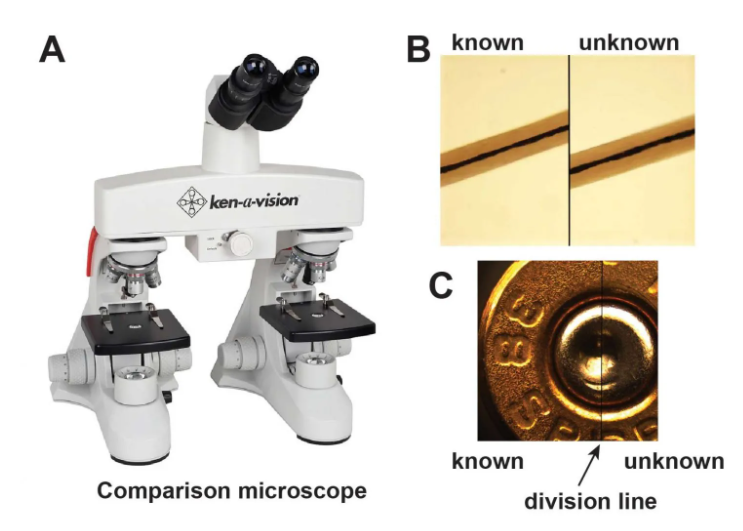 A
ken-a-vision
Comparison microscope
B
known unknown
C
known unknown
division line